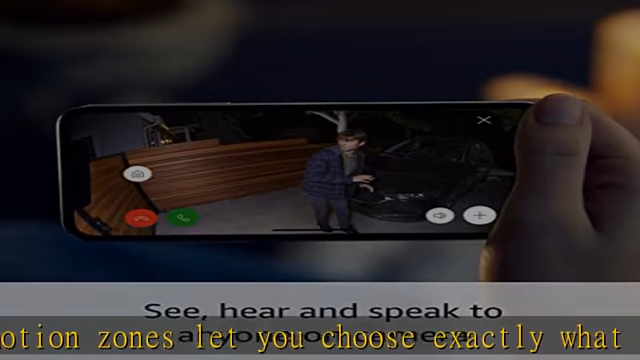 See, hear and speak to
otion zones let you choose exactly what